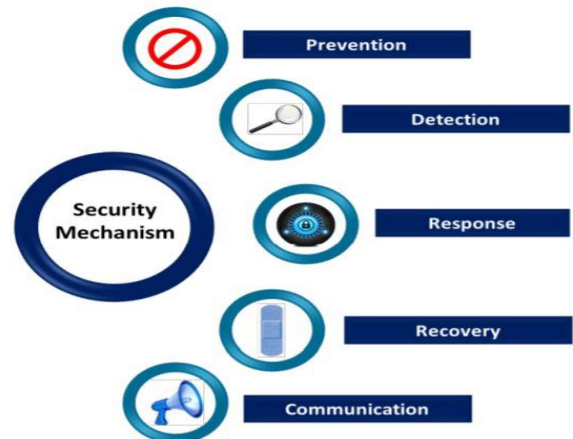 Prevention
Detection
Security
Mechanism
Response
Recovery
Communication